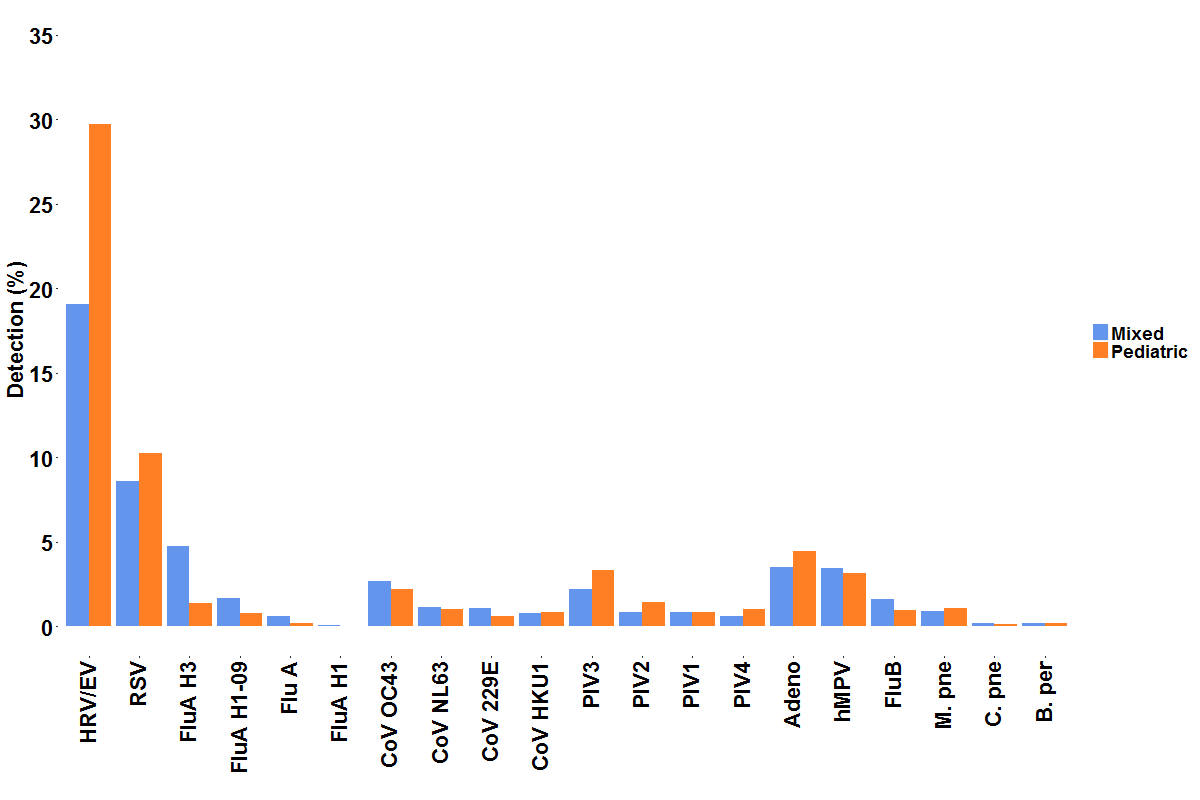 35
30
25
20
15
10
5
0
Detection (%)
HRV/EV
RSV
FluA H3
FluA H1-09
Flu A
FluA H1
CoV OC43
CoV NL63
CoV 229E
CoV HKU1
PIV3
PIV2
PIV1
PIV4
Adeno
hMPV
FluB
M. pne
C. pne
B. per
Mixed
Pediatric